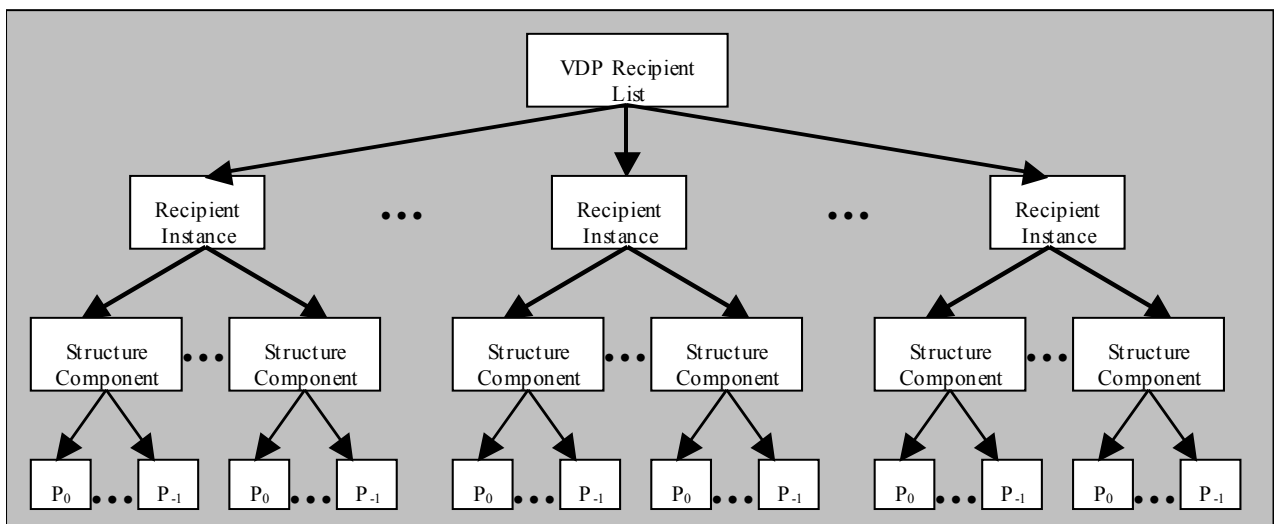 VDP Recipient
List
Recipient
Instance
•••
Recipient
Instance
•••
Recipient
Instance
Structure
Component
•••
Structure
Component
Structure
Component
•••
Structure
Component
Structure
Component
•••
Structure
Component
P₀ ••• P₋₁
P₀ ••• P₋₁
P₀ ••• P₋₁
P₀ ••• P₋₁
P₀ ••• P₋₁
P₀ ••• P₋₁